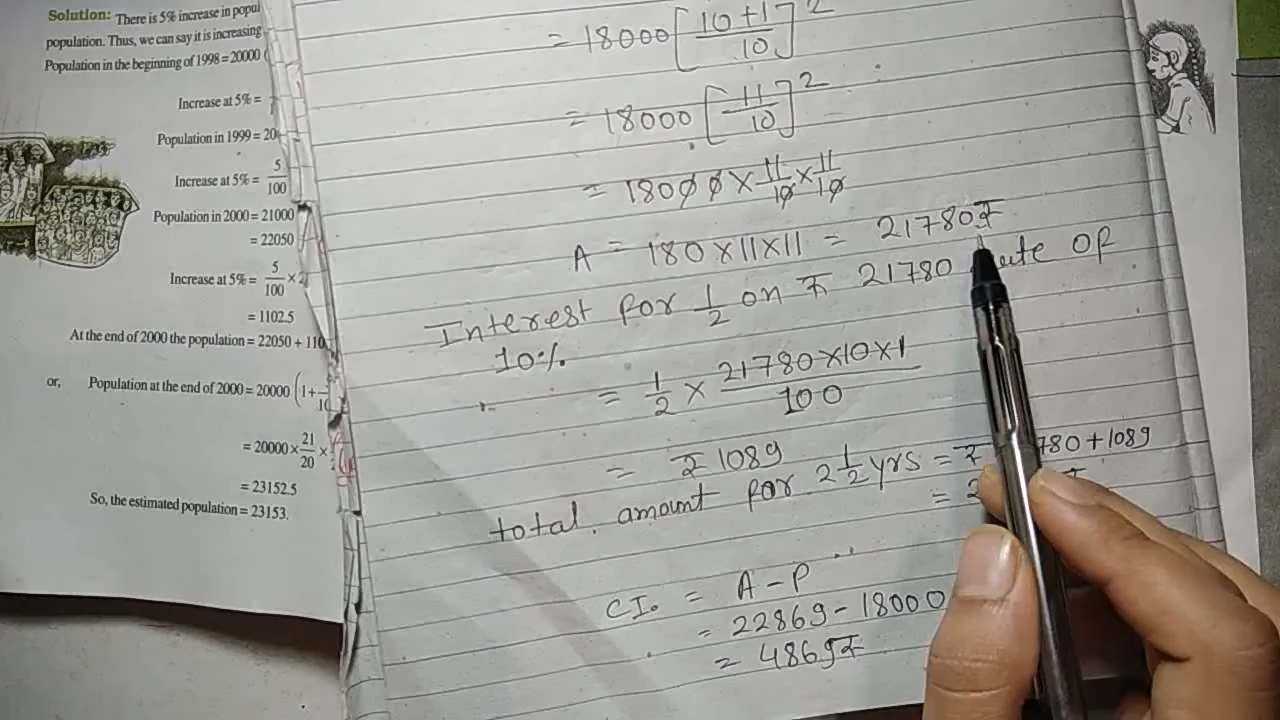 Solution: There is 5% increase in popul
population. Thus, we can say it is increasing
Population in the beginning of 1998 = 20000 (
Increase at 5% =
Population in 1999 = 20
Increase at 5% = 5/100
Population in 2000 = 21000
= 22050
Increase at 5% = 5/100 × 2
= 1102.5
At the end of 2000 the population = 22050 + 110
or, Population at the end of 2000 = 20000 (1+
= 20000 × 21/20 ×
= 23152.5
So, the estimated population = 23153.
= 18000 [10+1/10]²
= 18000 [11/10]²
= 18000 × 11/10 × 11/10
A = 180 × 11 × 11 = 21780₹
Interest for 1/2 on ₹ 21780 of
10%
= 1/2 × 21780×10×1/100
= ₹ 1089
total amount for 2 1/2 yrs = ₹ 780+1089
= 2
CI. = A - P
= 22869 - 18000
= 4869₹